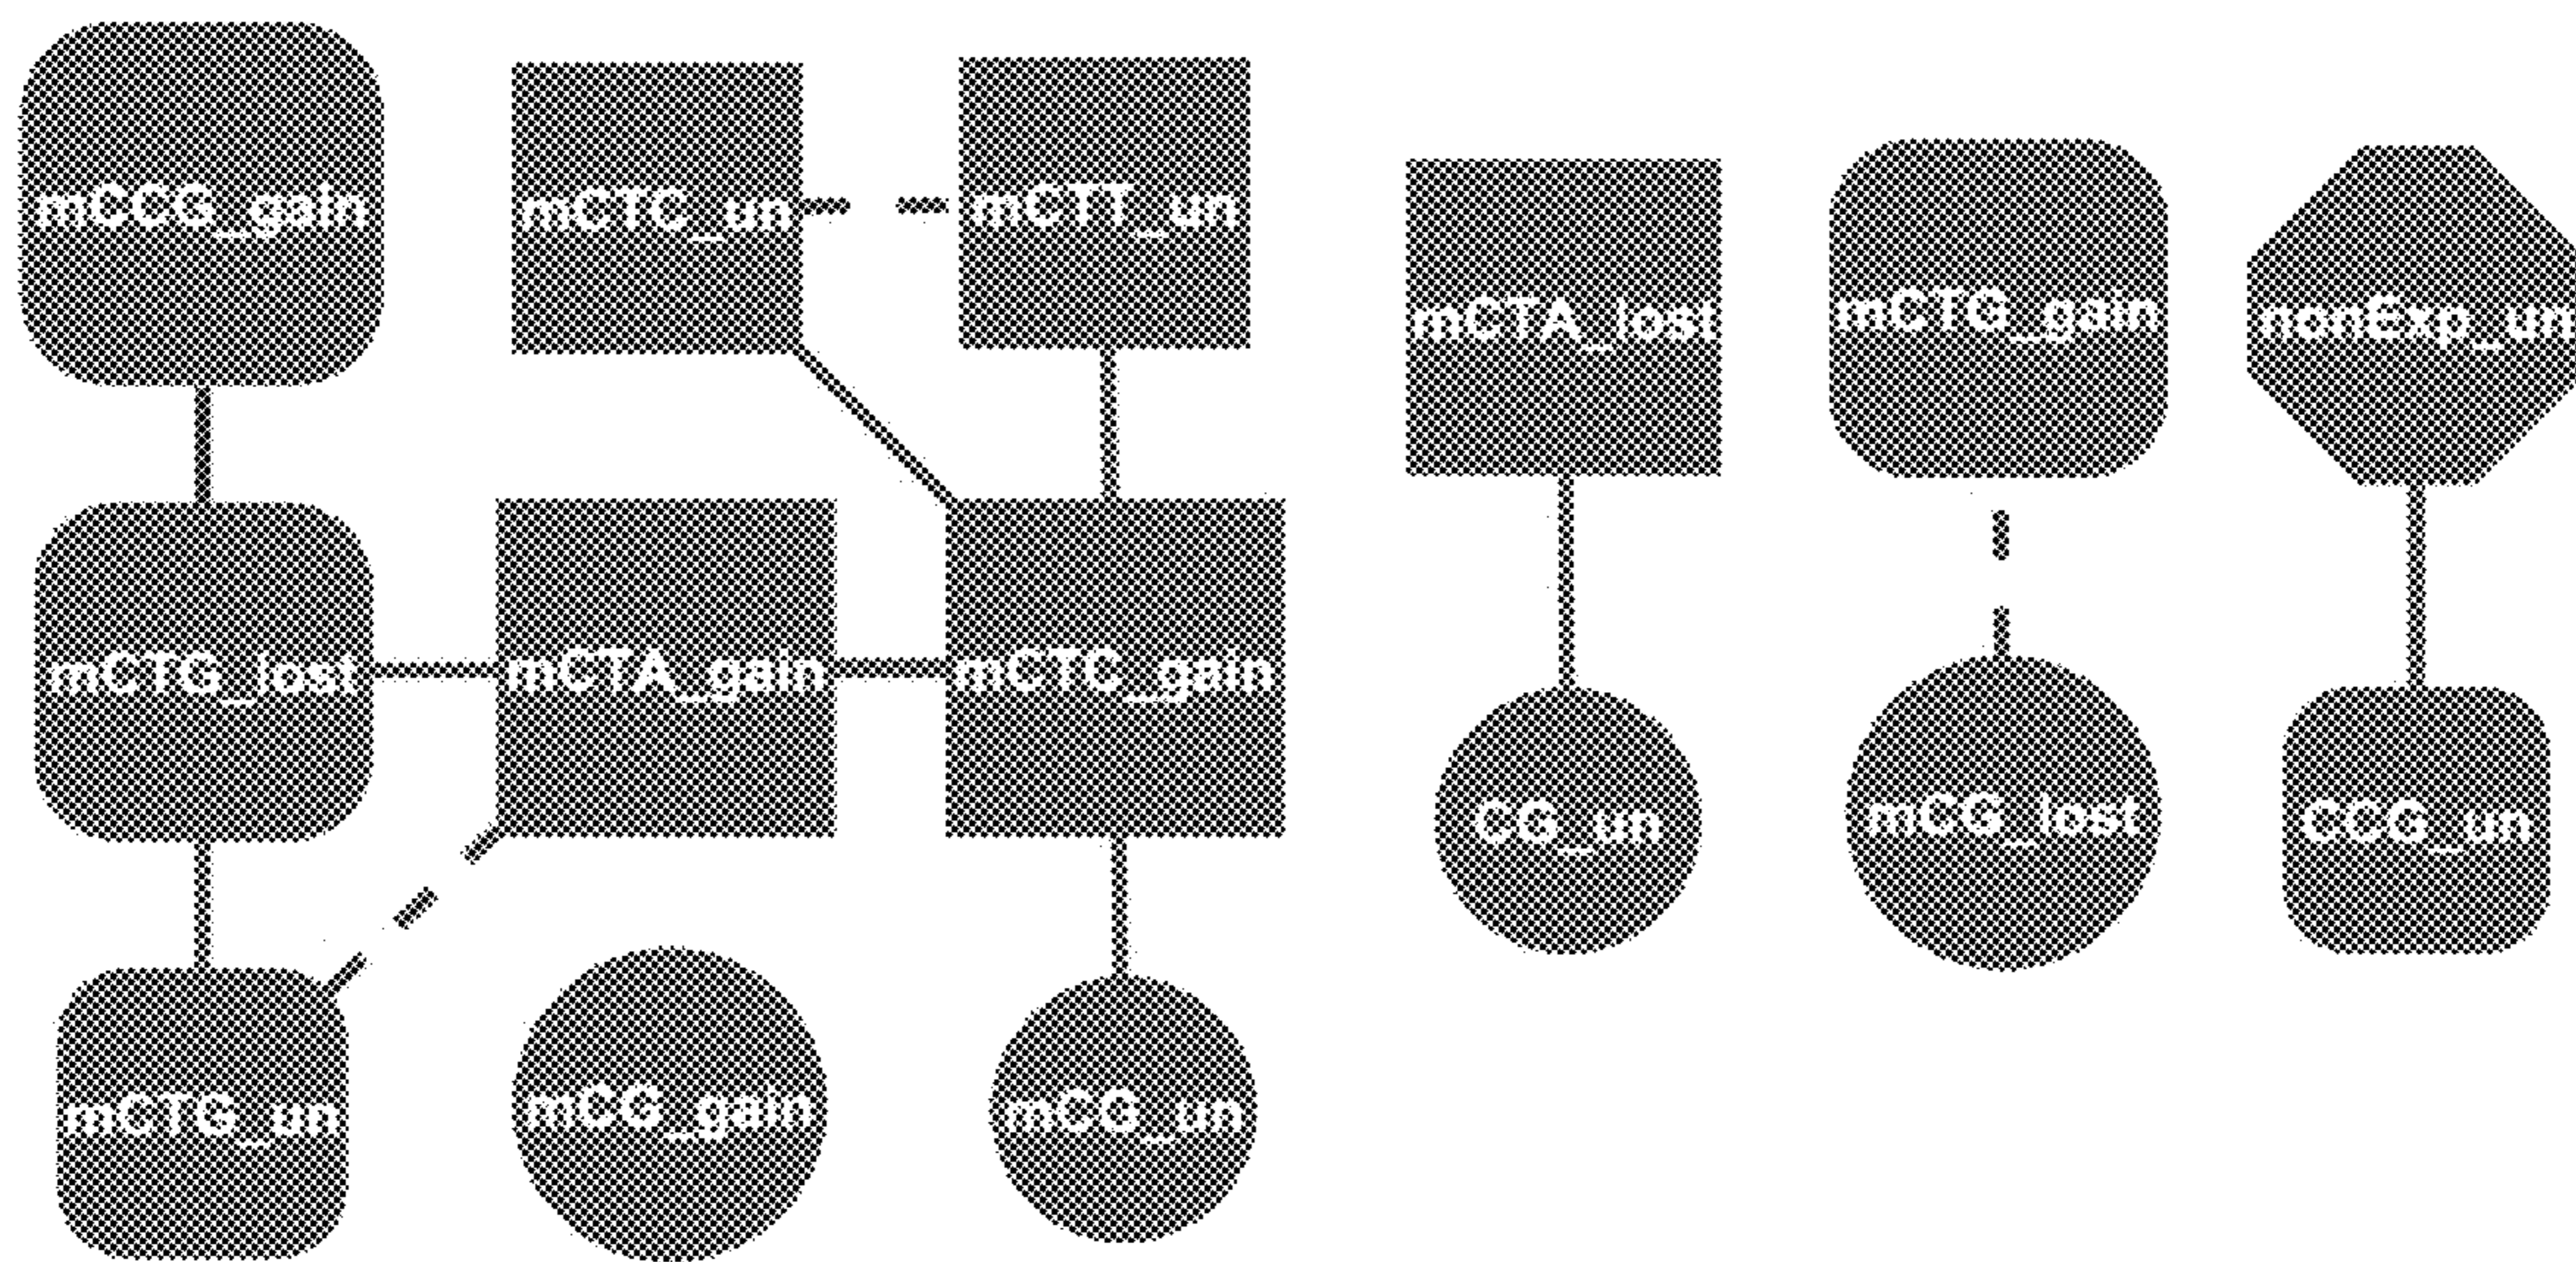 mCCG_gain
mCTC_un
mCTT_un
mCTA_lost
mCTG_gain
nonExp_un
mCTG_lost
mCTA_gain
mCTC_gain
CG_un
mCG_lost
CCG_un
mCTG_un
mCG_gain
mCG_un